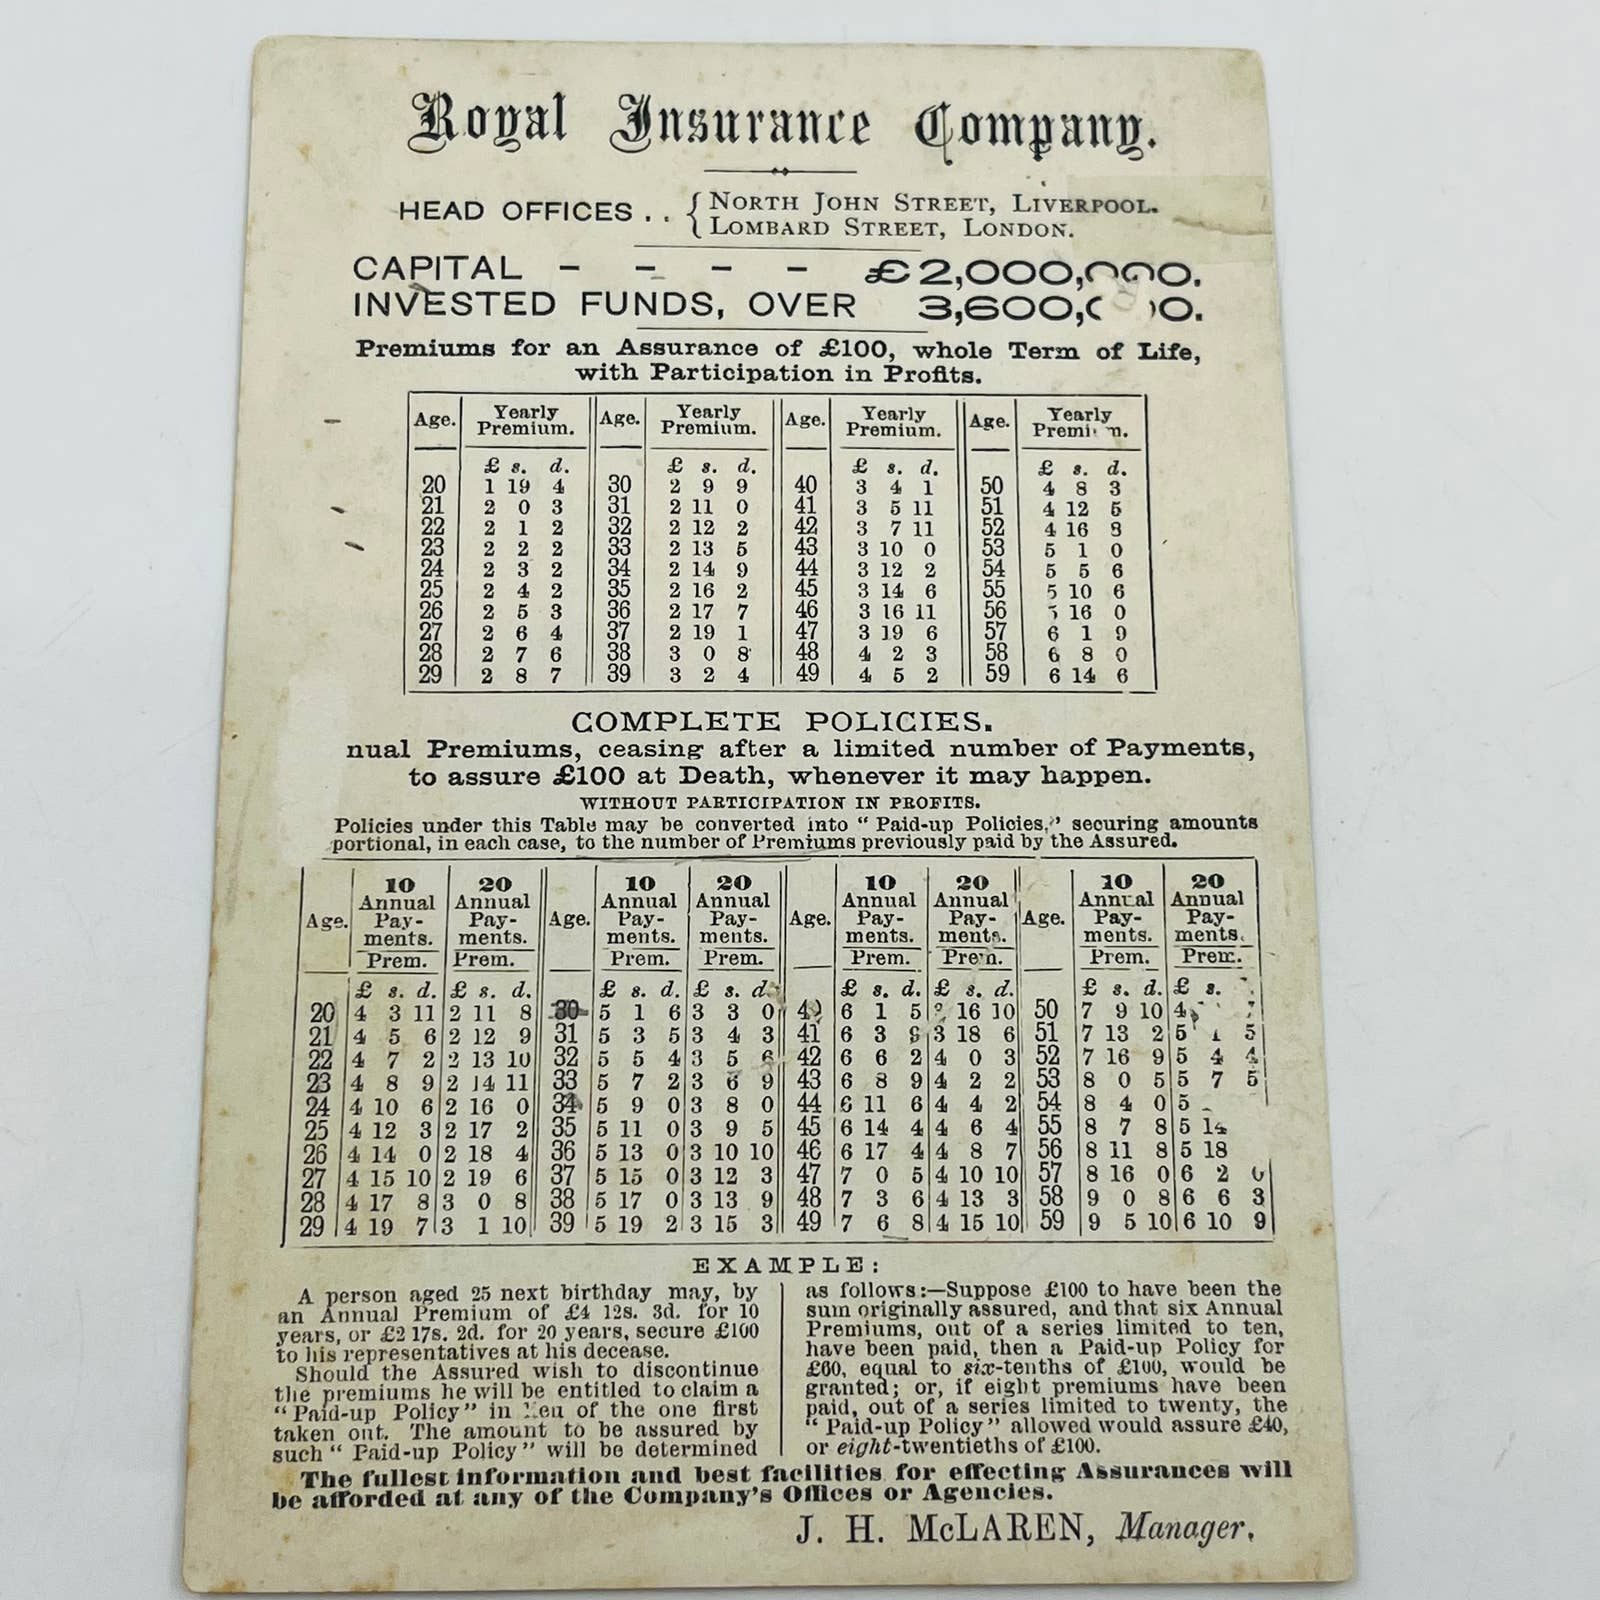 Royal Insurance Company.
HEAD OFFICES . . { NORTH JOHN STREET, LIVERPOOL.
LOMBARD STREET, LONDON.
CAPITAL - - - - £2,000,000.
INVESTED FUNDS, OVER 3,600,
Premiums for an Assurance of £100, whole Term of Life,
with Participation in Profits.
Age. Yearly Age. Yearly Age. Yearly Age. Yearly
Premium. Premium. Premium.
£ s. d. £ s. d. £ s. d. £ s. d.
20 1 19 4 30 2 9 9 40 3 4 1 50 4 8 3
21 2 0 3 31 2 11 0 41 3 5 11 51 4 12 5
22 2 1 2 32 2 12 2 42 3 7 11 52 4 16 8
23 2 2 2 33 2 13 5 43 3 10 0 53 5 1 0
24 2 3 2 34 2 14 9 44 3 12 2 54 5 5 6
25 2 4 2 35 2 16 2 45 3 14 6 55 5 10 6
26 2 5 3 36 2 17 7 46 3 16 11 56 5 16 0
27 2 6 4 37 2 19 1 47 3 19 6 57 6 1 9
28 2 7 6 38 3 0 8 48 4 2 3 58 6 8 0
29 2 8 7 39 3 2 4 49 4 5 2 59 6 14 6
COMPLETE POLICIES.
nual Premiums, ceasing after a limited number of Payments,
to assure £100 at Death, whenever it may happen.
WITHOUT PARTICIPATION IN PROFITS.
Policies under this Table may be converted into “Paid-up Policies,” securing amounts
portional, in each case, to the number of Premiums previously paid by the Assured.
10 20 10 20 10 20 10 20
Annual Annual Annual Annual Annual Annual Annual Annual
Age. Pay- Pay- Age. Pay- Pay- Age. Pay- Pay- Age. Pay- Pay-
ments. ments. ments. ments. ments. ments. ments. ments.
Prem. Prem. Prem. Prem. Prem. Prem. Prem. Prem.
£ s. d. £ s. d. £ s. d. £ s. d. £ s. d. £ s. d. £ s. d. £ s.
20 4 3 11 2 11 8 30 5 1 6 3 3 0 40 6 1 5 16 10 50 7 9 10 4
21 4 5 6 2 12 9 31 5 3 5 3 4 3 41 6 3 9 3 18 6 51 7 13 2 5 1 5
22 4 7 2 2 13 10 32 5 5 4 3 5 6 42 6 6 2 4 0 3 52 7 16 9 5 4 4
23 4 8 9 2 14 11 33 5 7 2 3 6 9 43 6 8 9 4 2 2 53 8 0 5 5 7 5
24 4 10 6 2 16 0 34 5 9 0 3 8 0 44 6 11 6 4 4 2 54 8 4 0 5
25 4 12 3 2 17 2 35 5 11 0 3 9 5 45 6 14 4 4 6 4 55 8 7 8 5 14
26 4 14 0 2 18 4 36 5 13 0 3 10 10 46 6 17 4 4 8 7 56 8 11 8 5 18
27 4 15 10 2 19 6 37 5 15 0 3 12 3 47 7 0 5 4 10 10 57 8 16 0 6 2
28 4 17 8 3 0 8 38 5 17 0 3 13 9 48 7 3 6 4 13 3 58 9 0 8 6 6 3
29 4 19 7 3 1 10 39 5 19 2 3 15 3 49 7 6 8 4 15 10 59 9 5 10 6 10 9
EXAMPLE:
A person aged 25 next birthday may, by
an Annual Premium of £4 12s. 3d. for 10
years, or £2 17s. 2d. for 20 years, secure £100
to his representatives at his decease.
Should the Assured wish to discontinue
the premiums he will be entitled to claim a
“Paid-up Policy” in lieu of the one first
taken out. The amount to be assured by
such “Paid-up Policy” will be determined
as follows:—Suppose £100 to have been the
sum originally assured, and that six Annual
Premiums, out of a series limited to ten,
have been paid, then a Paid-up Policy for
£60, equal to six-tenths of £100, would be
granted; or, if eight premiums have been
paid, out of a series limited to twenty, the
“Paid-up Policy” allowed would assure £40,
or eight-twentieths of £100.
The fullest information and best facilities for effecting Assurances will
be afforded at any of the Company's Offices or Agencies.
J. H. McLAREN, Manager.